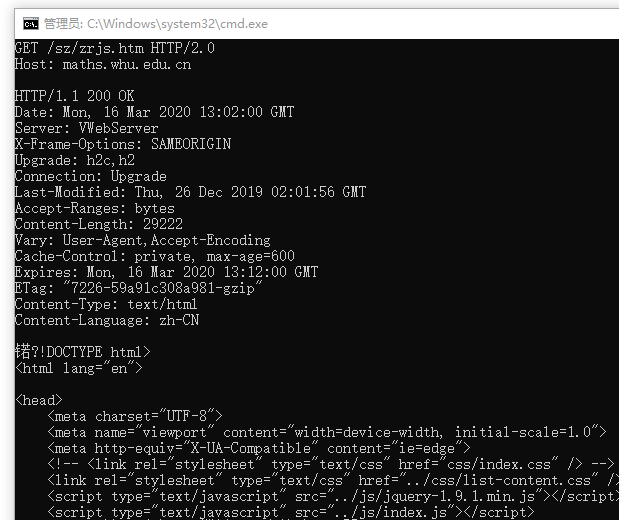 管理员: C:\Windows\system32\cmd.exe
GET /sz/zrjs.htm HTTP/2.0
Host: maths.whu.edu.cn
HTTP/1.1 200 OK
Date: Mon, 16 Mar 2020 13:02:00 GMT
Server: VWebServer
X-Frame-Options: SAMEORIGIN
Upgrade: h2c,h2
Connection: Upgrade
Last-Modified: Thu, 26 Dec 2019 02:01:56 GMT
Accept-Ranges: bytes
Content-Length: 29222
Vary: User-Agent,Accept-Encoding
Cache-Control: private, max-age=600
Expires: Mon, 16 Mar 2020 13:12:00 GMT
ETag: "7226-59a91c308a981-gzip"
Content-Type: text/html
Content-Language: zh-CN
锘?!DOCTYPE html>
<html lang="en">
<head>
<meta charset="UTF-8">
<meta name="viewport" content="width=device-width, initial-scale=1.0">
<meta http-equiv="X-UA-Compatible" content="ie=edge">
<!-- <link rel="stylesheet" type="text/css" href="css/index.css" /> -->
<link rel="stylesheet" type="text/css" href="../css/list-content.css" /
<script type="text/javascript" src="../js/jquery-1.9.1.min.js"></script>
<script type="text/javascript" src="../js/index.js"></script>